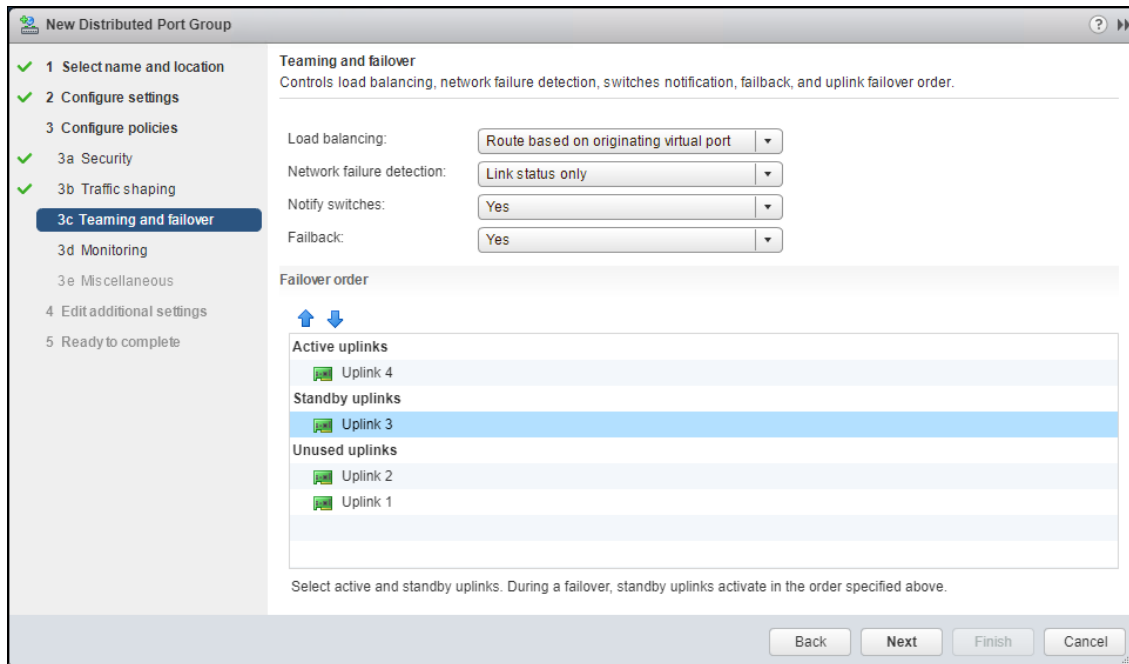 New Distributed Port Group
?
1 Select name and location
2 Configure settings
3 Configure policies
3a Security
3b Traffic shaping
3c Teaming and failover
3d Monitoring
3e Miscellaneous
4 Edit additional settings
5 Ready to complete
Teaming and failover
Controls load balancing, network failure detection, switches notification, failback, and uplink failover order.
Load balancing: Route based on originating virtual port
Network failure detection: Link status only
Notify switches: Yes
Failback: Yes
Failover order
Active uplinks
Uplink 4
Standby uplinks
Uplink 3
Unused uplinks
Uplink 2
Uplink 1
Select active and standby uplinks. During a failover, standby uplinks activate in the order specified above.
Back Next Finish Cancel